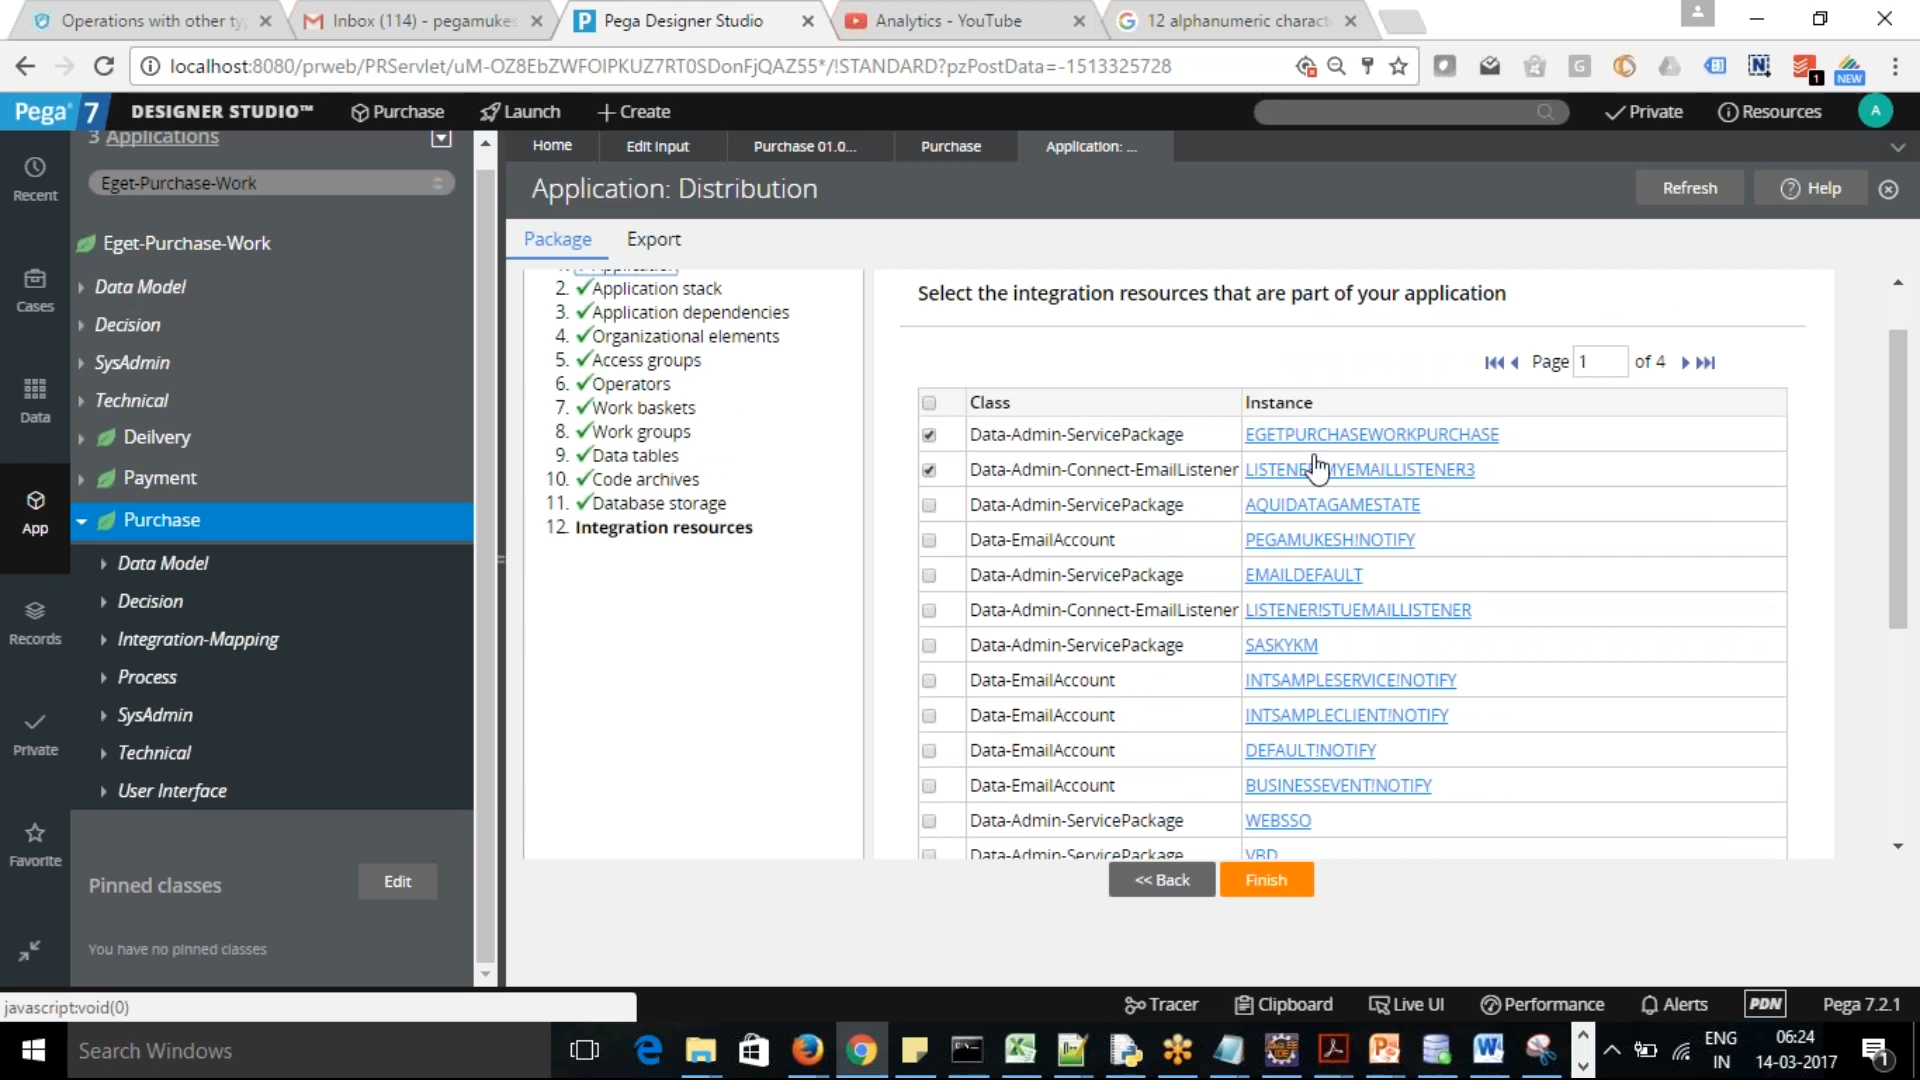 Operations with other ty
Inbox (114) - pegamukes
Pega Designer Studio
Analytics - YouTube
12 alphanumeric charact
localhost:8080/prweb/PRServlet/uM-OZ8EbZWFOIPKUZ7RT0SDonFjQAZ55*/!STANDARD?pzPostData=-1513325728
1
NEW
Pega 7
DESIGNER STUDIO™
Purchase
Launch
Create
Private
Resources
A
Recent
Cases
Data
App
Records
Private
Favorite
3 Applications
Eget-Purchase-Work
Eget-Purchase-Work
Data Model
Decision
SysAdmin
Technical
Deilvery
Payment
Purchase
Data Model
Decision
Integration-Mapping
Process
SysAdmin
Technical
User Interface
Pinned classes
Edit
You have no pinned classes
Home
Edit Input
Purchase 01.0...
Purchase
Application: ...
Application: Distribution
Refresh
Help
Package
Export
2. Application stack
3. Application dependencies
4. Organizational elements
5. Access groups
6. Operators
7. Work baskets
8. Work groups
9. Data tables
10. Code archives
11. Database storage
12. Integration resources
Select the integration resources that are part of your application
Page 1 of 4
Class Instance
Data-Admin-ServicePackage EGETPURCHASEWORKPURCHASE
Data-Admin-Connect-EmailListener LISTENER!MYEMAILLISTENER3
Data-Admin-ServicePackage AQUIDATAGAMESTATE
Data-EmailAccount PEGAMUKESH!NOTIFY
Data-Admin-ServicePackage EMAILDEFAULT
Data-Admin-Connect-EmailListener LISTENER!STUEMAILLISTENER
Data-Admin-ServicePackage SASKYKM
Data-EmailAccount INTSAMPLESERVICE!NOTIFY
Data-EmailAccount INTSAMPLECLIENT!NOTIFY
Data-EmailAccount DEFAULT!NOTIFY
Data-EmailAccount BUSINESSEVENT!NOTIFY
Data-Admin-ServicePackage WEBSSO
Data-Admin-ServicePackage VBD
<< Back
Finish
javascript:void(0)
Tracer
Clipboard
Live UI
Performance
Alerts
PDN
Pega 7.2.1
Search Windows
ENG
IN
06:24
14-03-2017
1